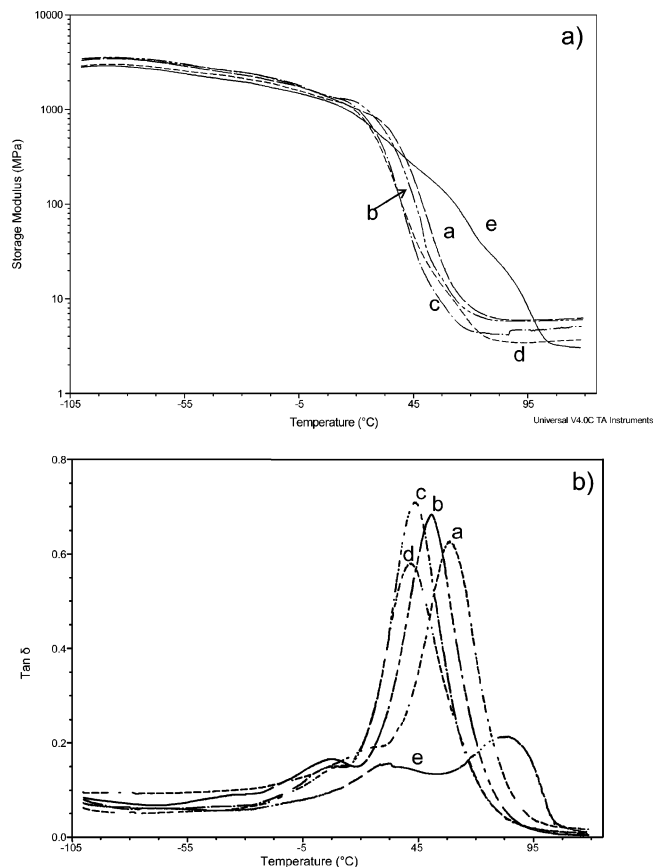 a)
10000
1000
100
10
1
Storage Modulus (MPa)
b
a
e
c
d
-105
-55
-5
45
95
Temperature (°C)
Universal V4.0C TA Instruments
b)
0.8
0.6
0.4
0.2
0.0
Tan δ
c
b
a
d
e
-105
-55
-5
45
95
Temperature (°C)